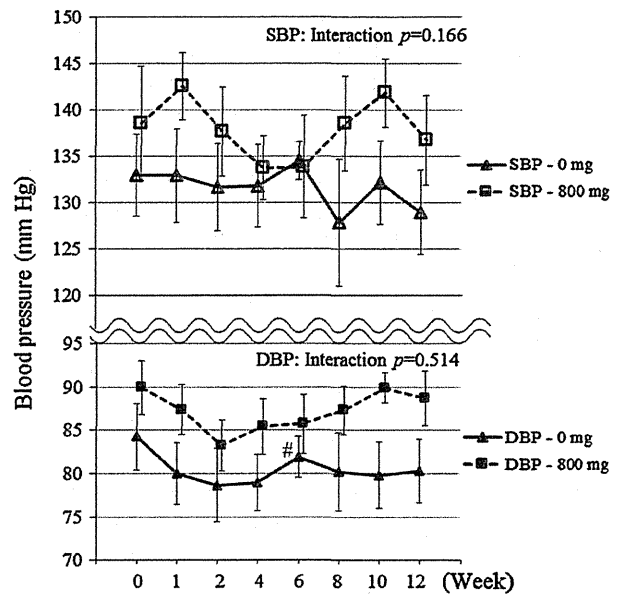 Blood pressure (mm Hg)
150
145
140
135
130
125
120
SBP: Interaction p=0.166
SBP - 0 mg
SBP - 800 mg
95
90
85
80
75
70
DBP: Interaction p=0.514
#
DBP - 0 mg
DBP - 800 mg
0 1 2 4 6 8 10 12 (Week)